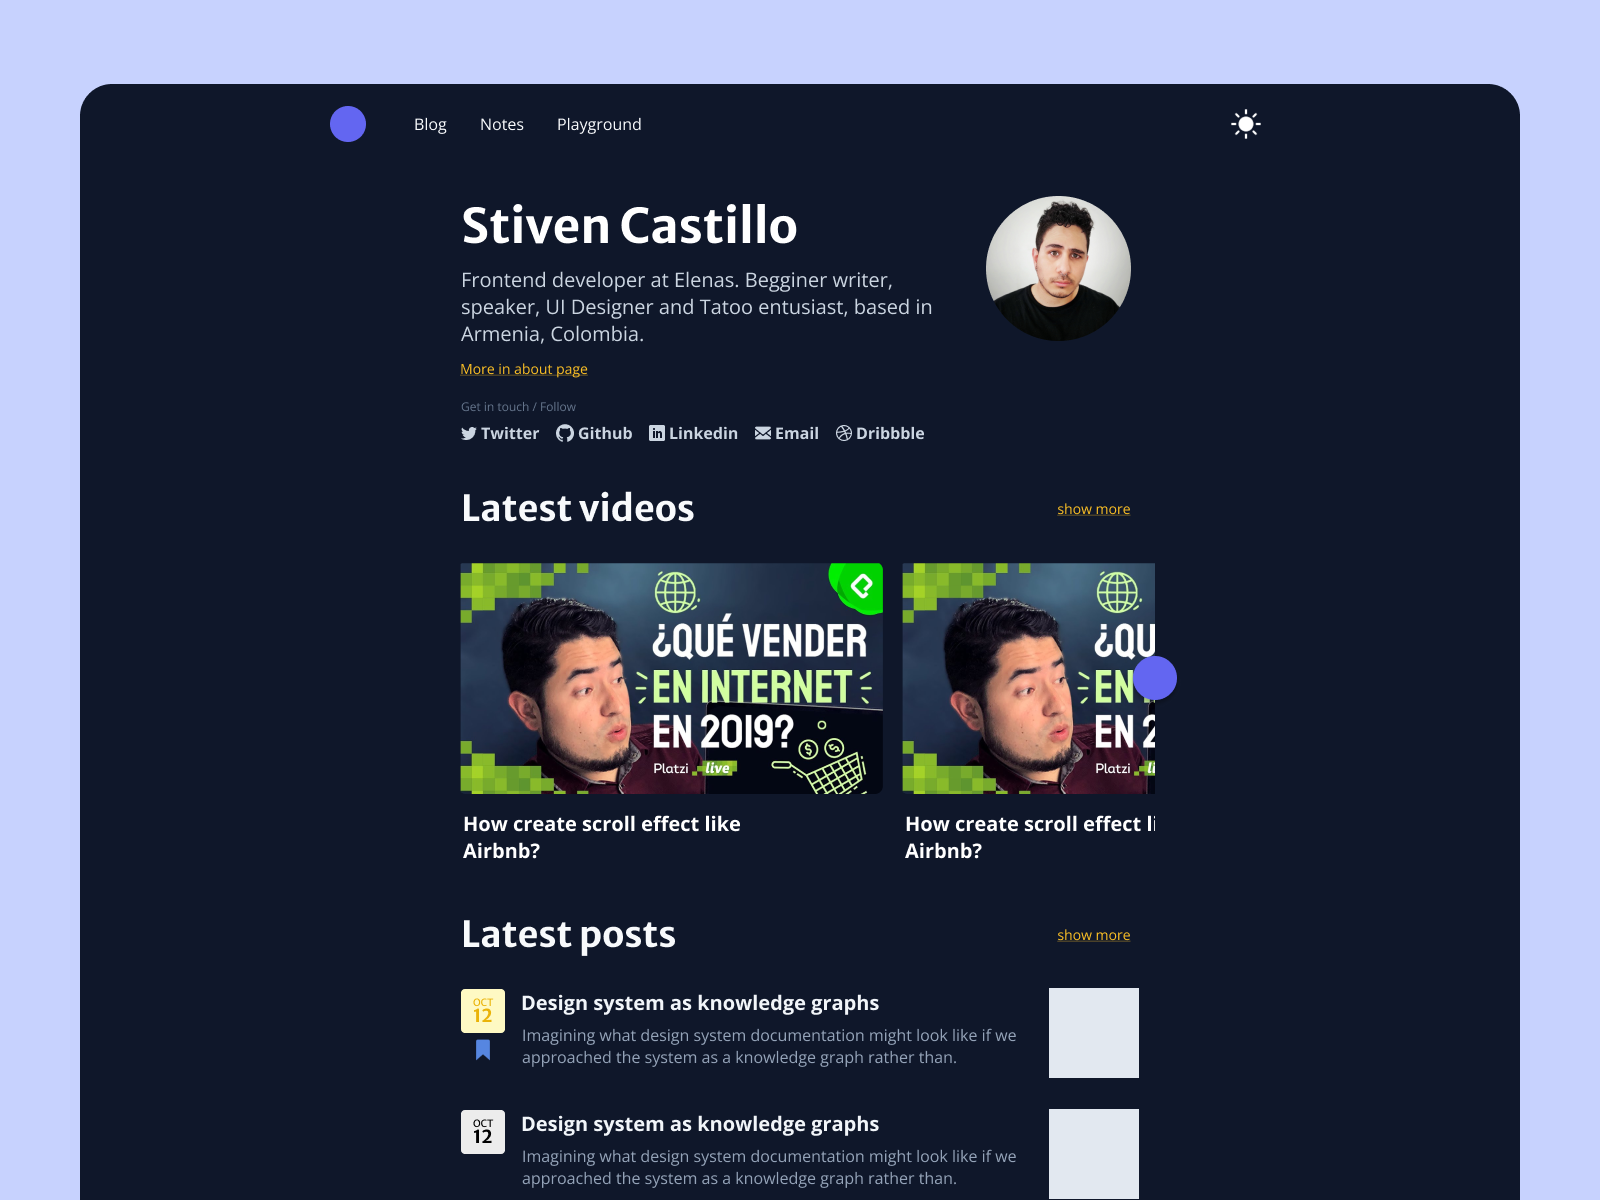 Blog Notes Playground
Stiven Castillo
Frontend developer at Elenas. Begginer writer,
speaker, UI Designer and Tatoo entusiast, based in
Armenia, Colombia.
More in about page
Get in touch / Follow
Twitter Github Linkedin Email Dribbble
Latest videos
show more
¿QUÉ VENDER
EN INTERNET
EN 2019?
Platzi live
How create scroll effect like
Airbnb?
¿QU
EN
EN 2
Platzi li
How create scroll effect li
Airbnb?
Latest posts
show more
OCT
12
Design system as knowledge graphs
Imagining what design system documentation might look like if we
approached the system as a knowledge graph rather than.
OCT
12
Design system as knowledge graphs
Imagining what design system documentation might look like if we
approached the system as a knowledge graph rather than.